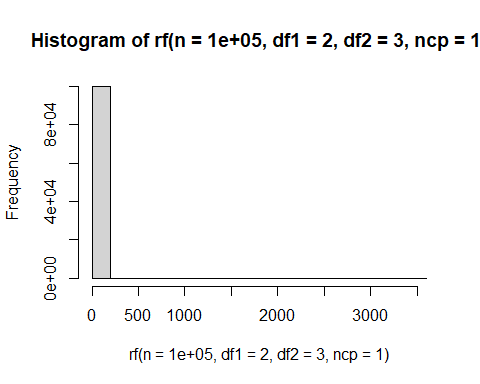 Histogram of rf(n = 1e+05, df1 = 2, df2 = 3, ncp = 1
Frequency
8e+04
4e+04
0e+00
0 500 1000 2000 3000
rf(n = 1e+05, df1 = 2, df2 = 3, ncp = 1)